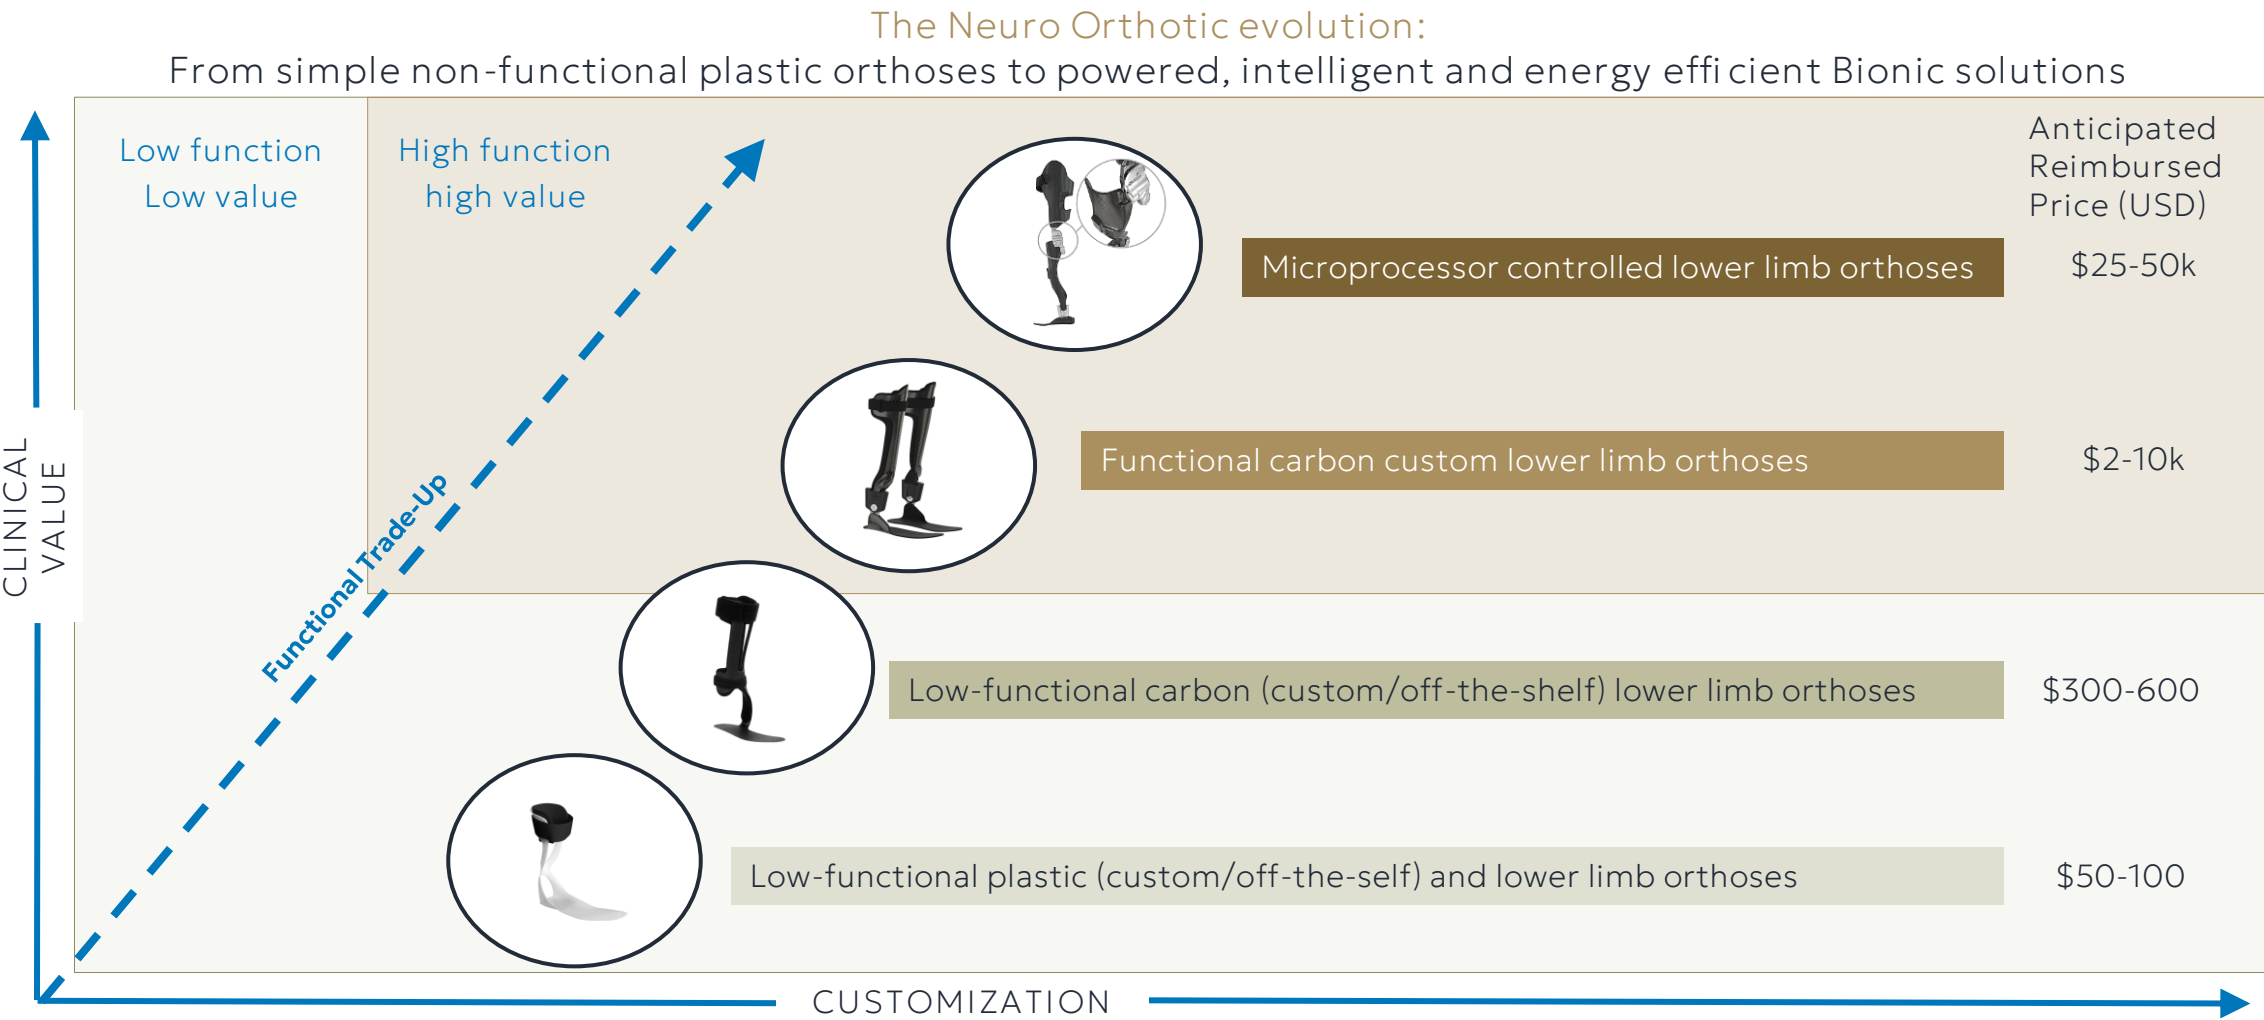 The Neuro Orthotic evolution:
From simple non-functional plastic orthoses to powered, intelligent and energy efficient Bionic solutions
Low function
Low value
High function
high value
Anticipated
Reimbursed
Price (USD)
Microprocessor controlled lower limb orthoses
$25-50k
Functional carbon custom lower limb orthoses
$2-10k
CLINICAL
VALUE
Functional Trade-Up
Low-functional carbon (custom/off-the-shelf) lower limb orthoses
$300-600
Low-functional plastic (custom/off-the-self) and lower limb orthoses
$50-100
CUSTOMIZATION